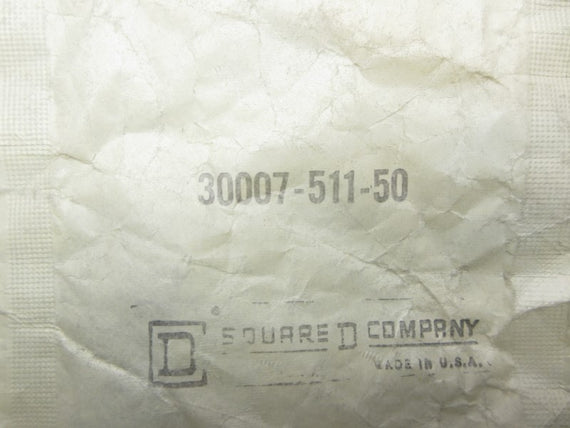 30007-511-50
®
D SQUARE D COMPANY
MADE IN U.S.A.